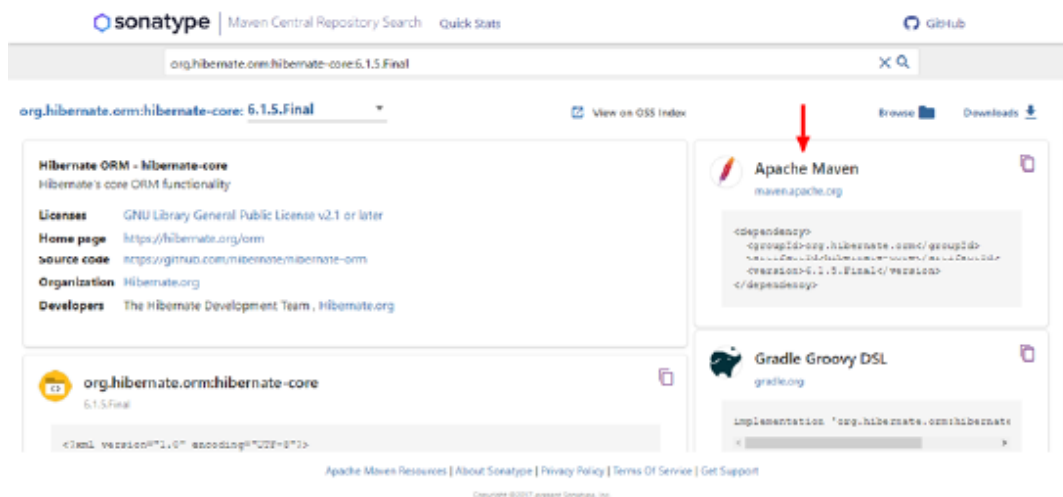 sonatype Maven Central Repository Search Quick Stats GitHub
org.hibernate.orm:hibernate-core:6.1.5.Final
org.hibernate.orm:hibernate-core: 6.1.5.Final View on OSS Index Browse Downloads
Hibernate ORM - hibernate-core
Hibernate's core ORM functionality
Licenses GNU Library General Public License v2.1 or later
Home page https://hibernate.org/orm
Source code https://github.com/hibernate/hibernate-orm
Organization Hibernate.org
Developers The Hibernate Development Team , Hibernate.org
Apache Maven
maven.apache.org
<dependency>
<groupId>org.hibernate.orm</groupId>
<version>6.1.5.Final</version>
</dependency>
org.hibernate.orm:hibernate-core
6.1.5.Final
<?xml version="1.0" encoding="UTF-8"?>
Gradle Groovy DSL
gradle.org
implementation 'org.hibernate.orm:hibernate
Apache Maven Resources | About Sonatype | Privacy Policy | Terms Of Service | Get Support